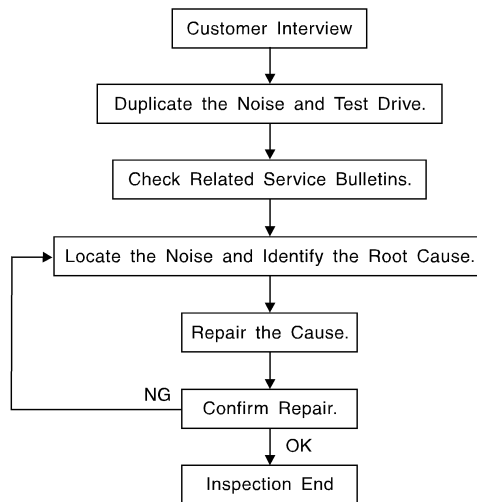 Customer Interview
Duplicate the Noise and Test Drive.
Check Related Service Bulletins.
Locate the Noise and Identify the Root Cause.
Repair the Cause.
NG
Confirm Repair.
OK
Inspection End